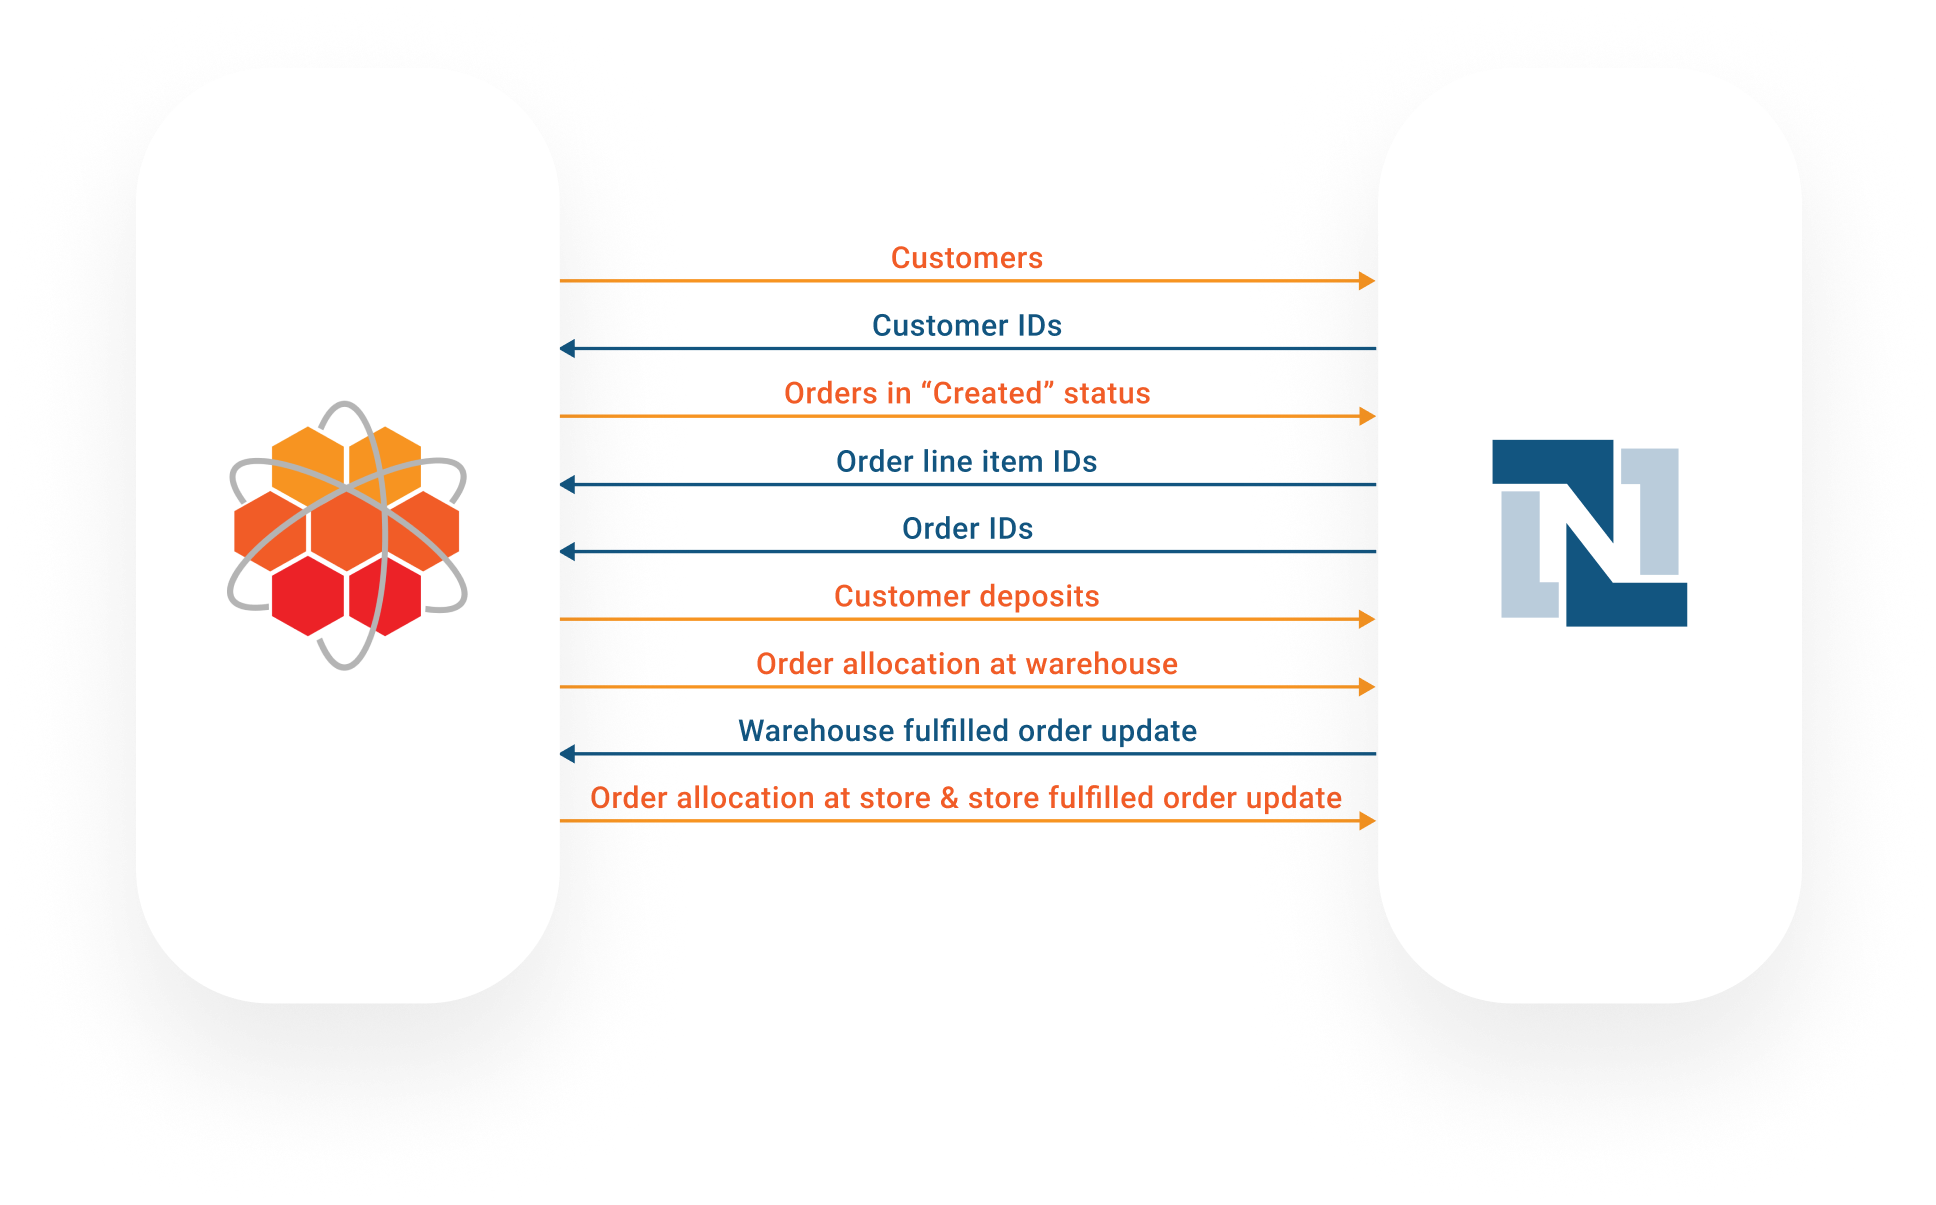 Customers
Customer IDs
Orders in “Created” status
Order line item IDs
Order IDs
Customer deposits
Order allocation at warehouse
Warehouse fulfilled order update
Order allocation at store & store fulfilled order update